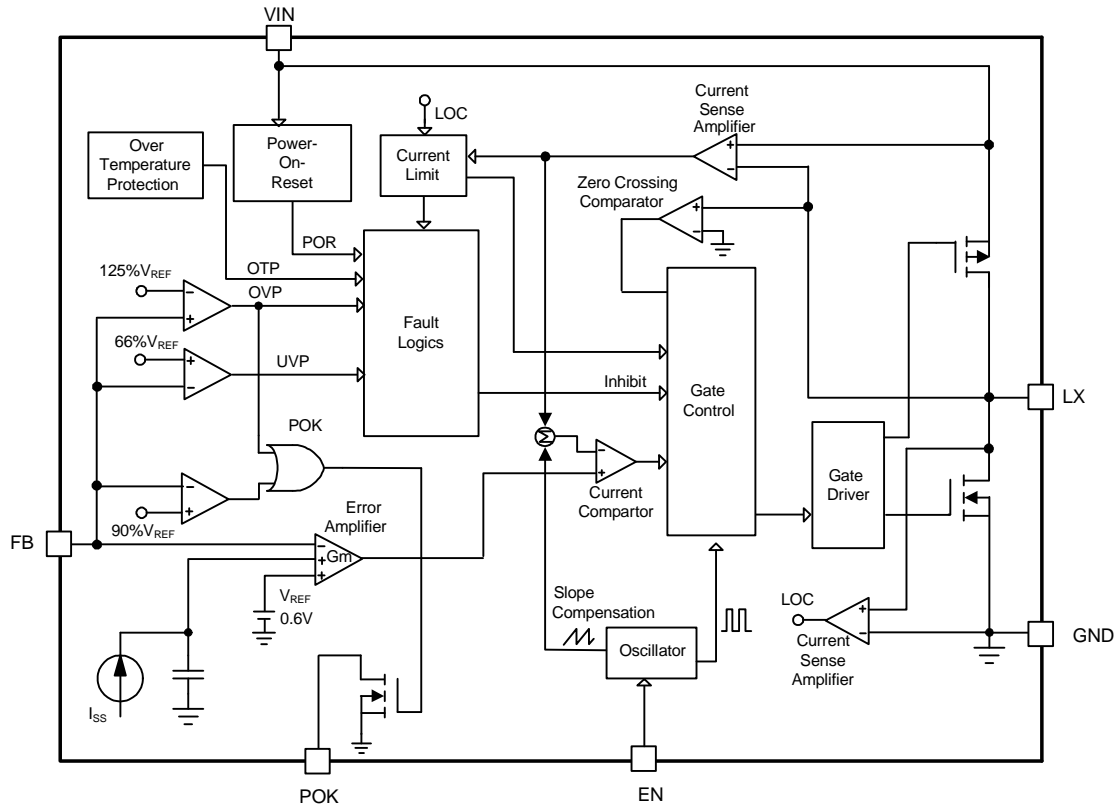 VIN
Current
Sense
Amplifier
LOC
Over
Temperature
Protection
Power-
On-
Reset
Current
Limit
Zero Crossing
Comparator
POR
OTP
125%VREF
OVP
Fault
Logics
66%VREF
UVP
Inhibit
Gate
Control
LX
POK
Σ
Gate
Driver
Current
Compartor
Error
Amplifier
90%VREF
FB
Gm
VREF
0.6V
Slope
Compensation
LOC
GND
Oscillator
Current
Sense
Amplifier
ISS
POK
EN